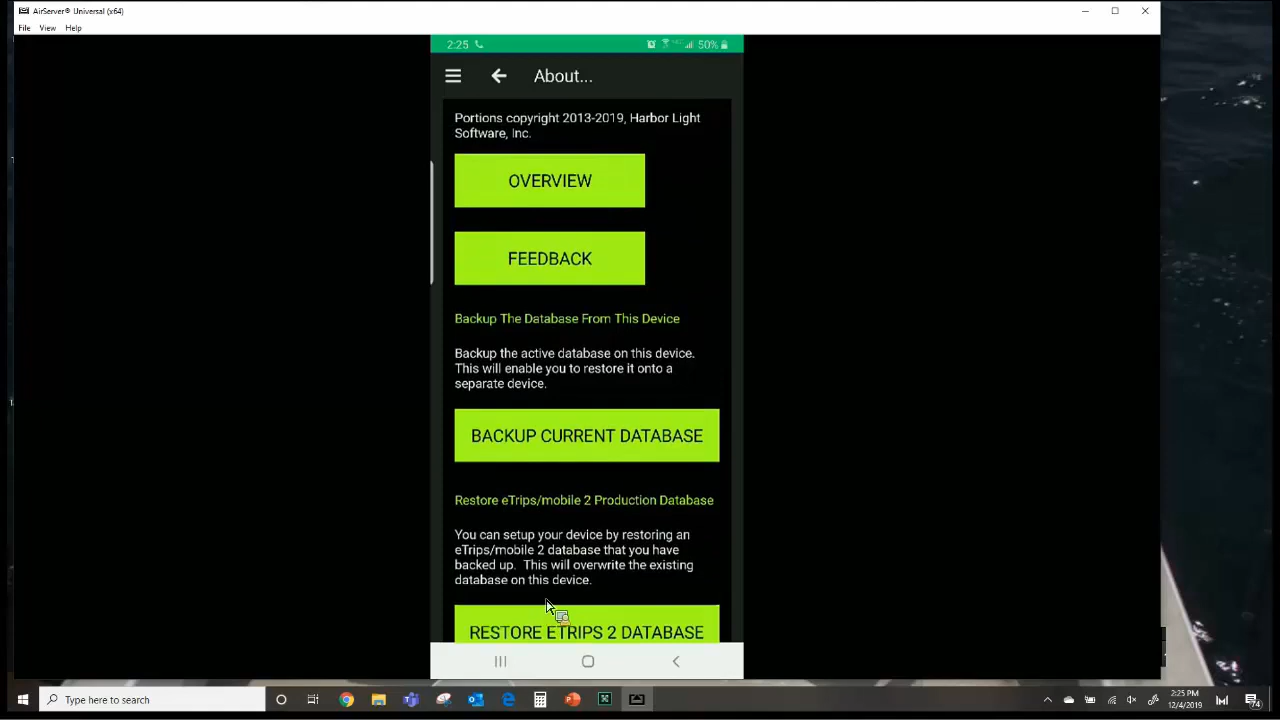 AirServer® Universal (x64)
File View Help
2:25
50%
About...
Portions copyright 2013-2019, Harbor Light
Software, Inc.
OVERVIEW
FEEDBACK
Backup The Database From This Device
Backup the active database on this device.
This will enable you to restore it onto a
separate device.
BACKUP CURRENT DATABASE
Restore eTrips/mobile 2 Production Database
You can setup your device by restoring an
eTrips/mobile 2 database that you have
backed up. This will overwrite the existing
database on this device.
RESTORE ETRIPS 2 DATABASE
Type here to search
2:25 PM
12/4/2019
74